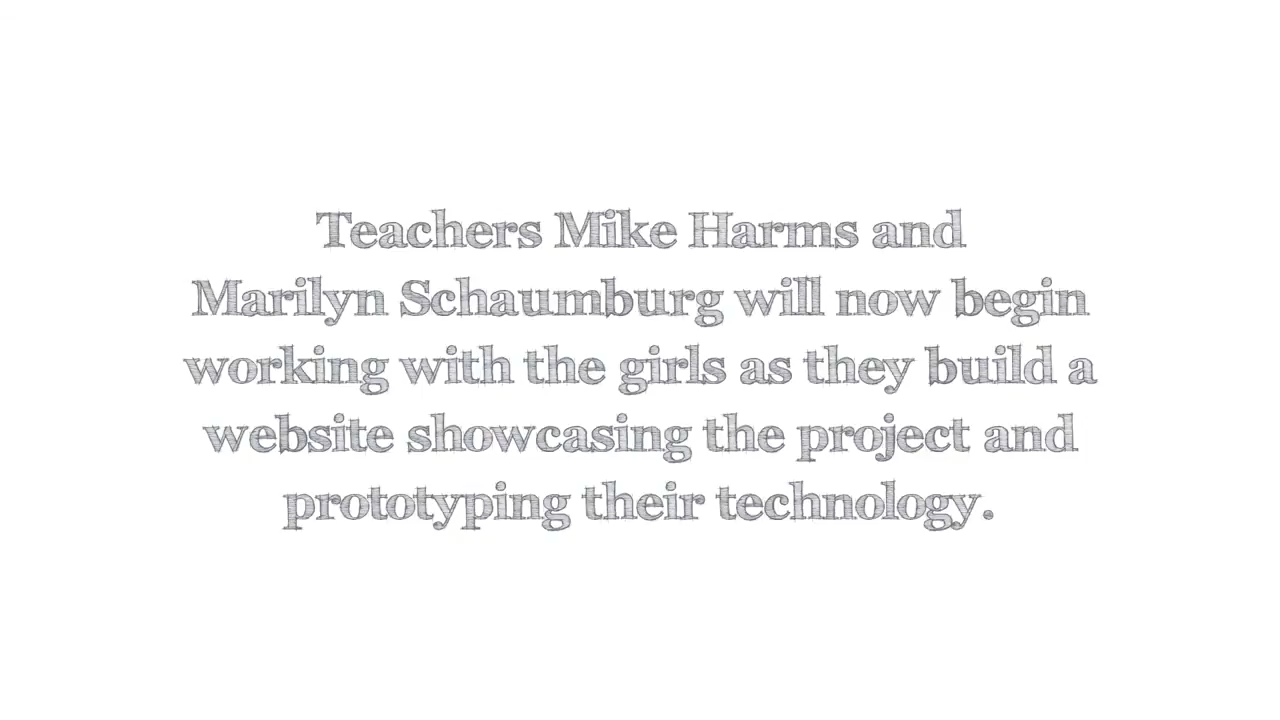 Teachers Mike Harms and
Marilyn Schaumburg will now begin
working with the girls as they build a
website showcasing the project and
prototyping their technology.